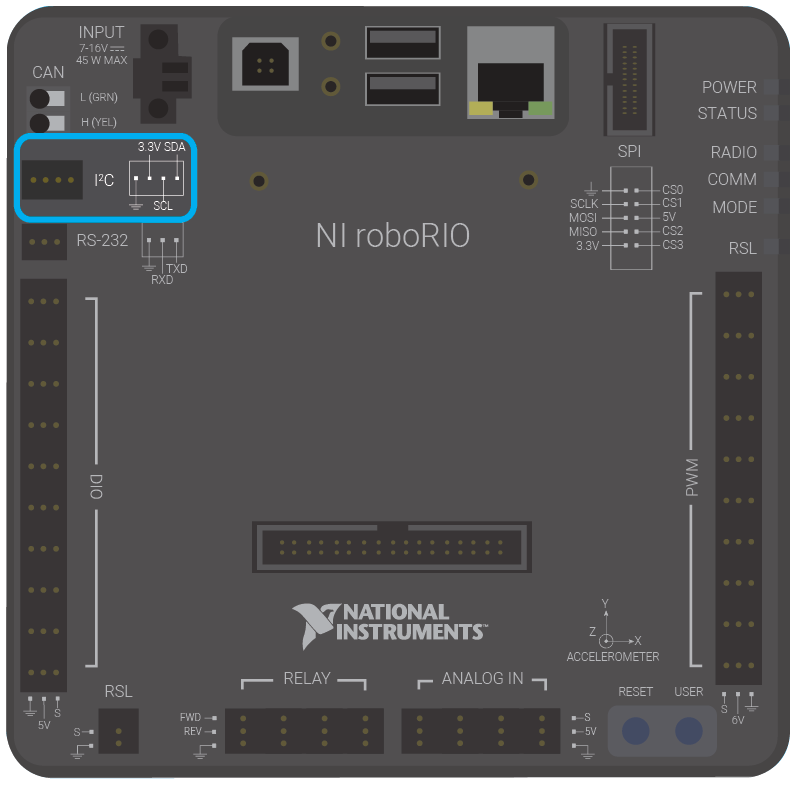 INPUT
7-16V
45 W MAX
CAN
L (GRN)
H (YEL)
3.3V SDA
I²C
SCL
RS-232
TXD
RXD
NI roboRIO
SPI
CS0
SCLK CS1
MOSI 5V
MISO CS2
3.3V CS3
POWER
STATUS
RADIO
COMM
MODE
RSL
DIO
PWM
NATIONAL
INSTRUMENTS™
Y
Z X
ACCELEROMETER
S
5V
RSL
S
RELAY
FWD
REV
ANALOG IN
S
5V
RESET USER
S
6V